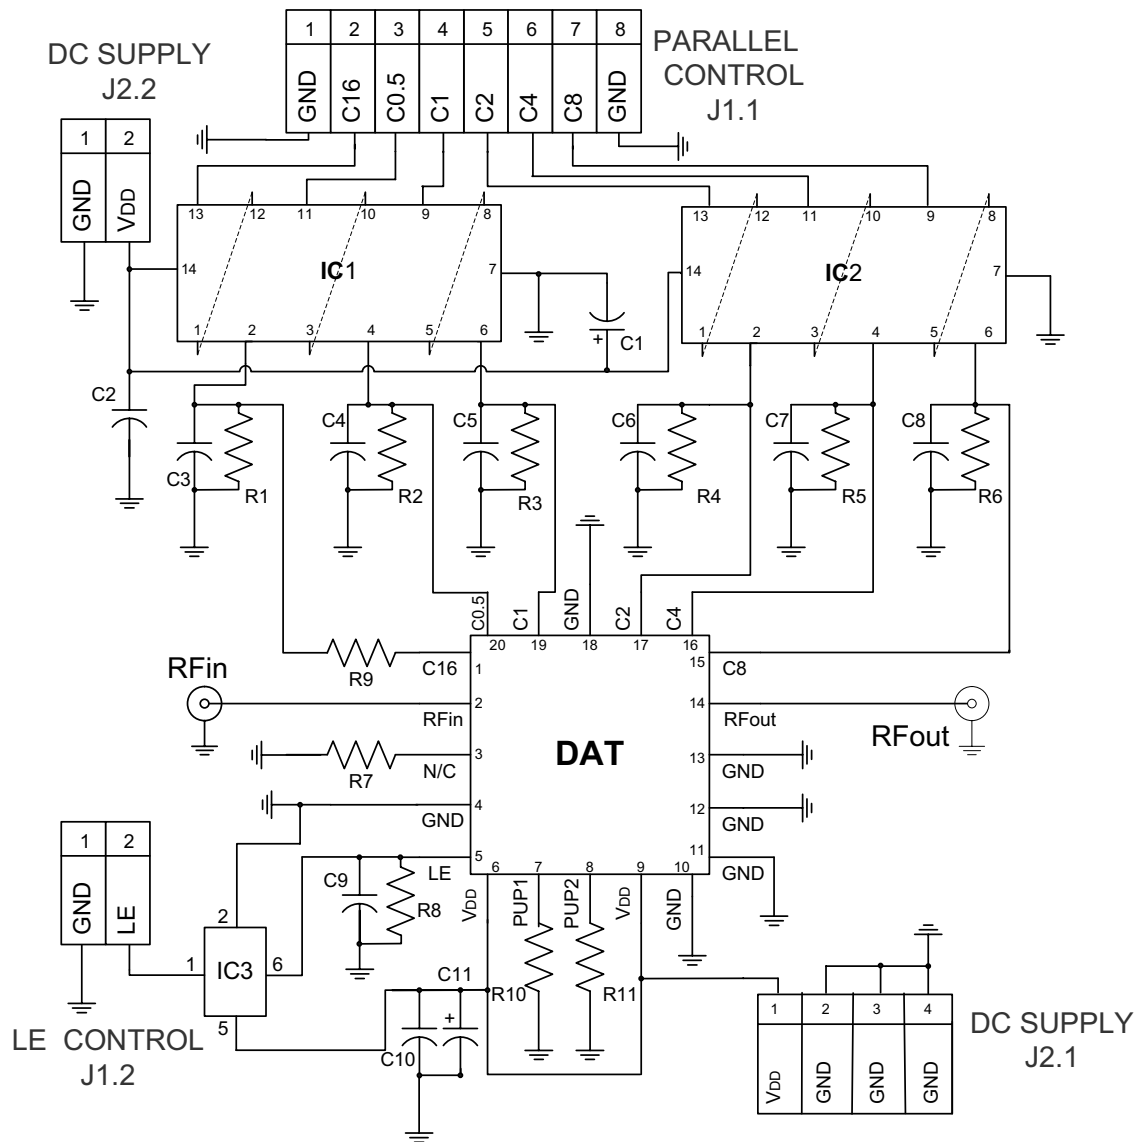 1 2 3 4 5 6 7 8
GND C16 C0.5 C1 C2 C4 C8 GND
PARALLEL
CONTROL
J1.1
DC SUPPLY
J2.2
1 2
GND VDD
13 12 11 10 9 8
14 IC1 7
1 2 3 4 5 6
13 12 11 10 9 8
14 IC2 7
1 2 3 4 5 6
+ C1
C2
C3 R1
C4 R2
C5 R3
C6 R4
C7 R5
C8 R6
C0.5 C1 GND C2 C4
20 19 18 17 16
R9 C16 1
15 C8
RFin
RFin 2
14 RFout
RFout
DAT
R7 N/C 3
13 GND
GND 4
12 GND
LE 5
11 GND
6 7 8 9 10
VDD PUP1 PUP2 VDD GND
C9 R8
R10 R11
1 2
GND LE
LE CONTROL
J1.2
2
1 IC3 6
5
C10 + C11
1 2 3 4
VDD GND GND GND
DC SUPPLY
J2.1